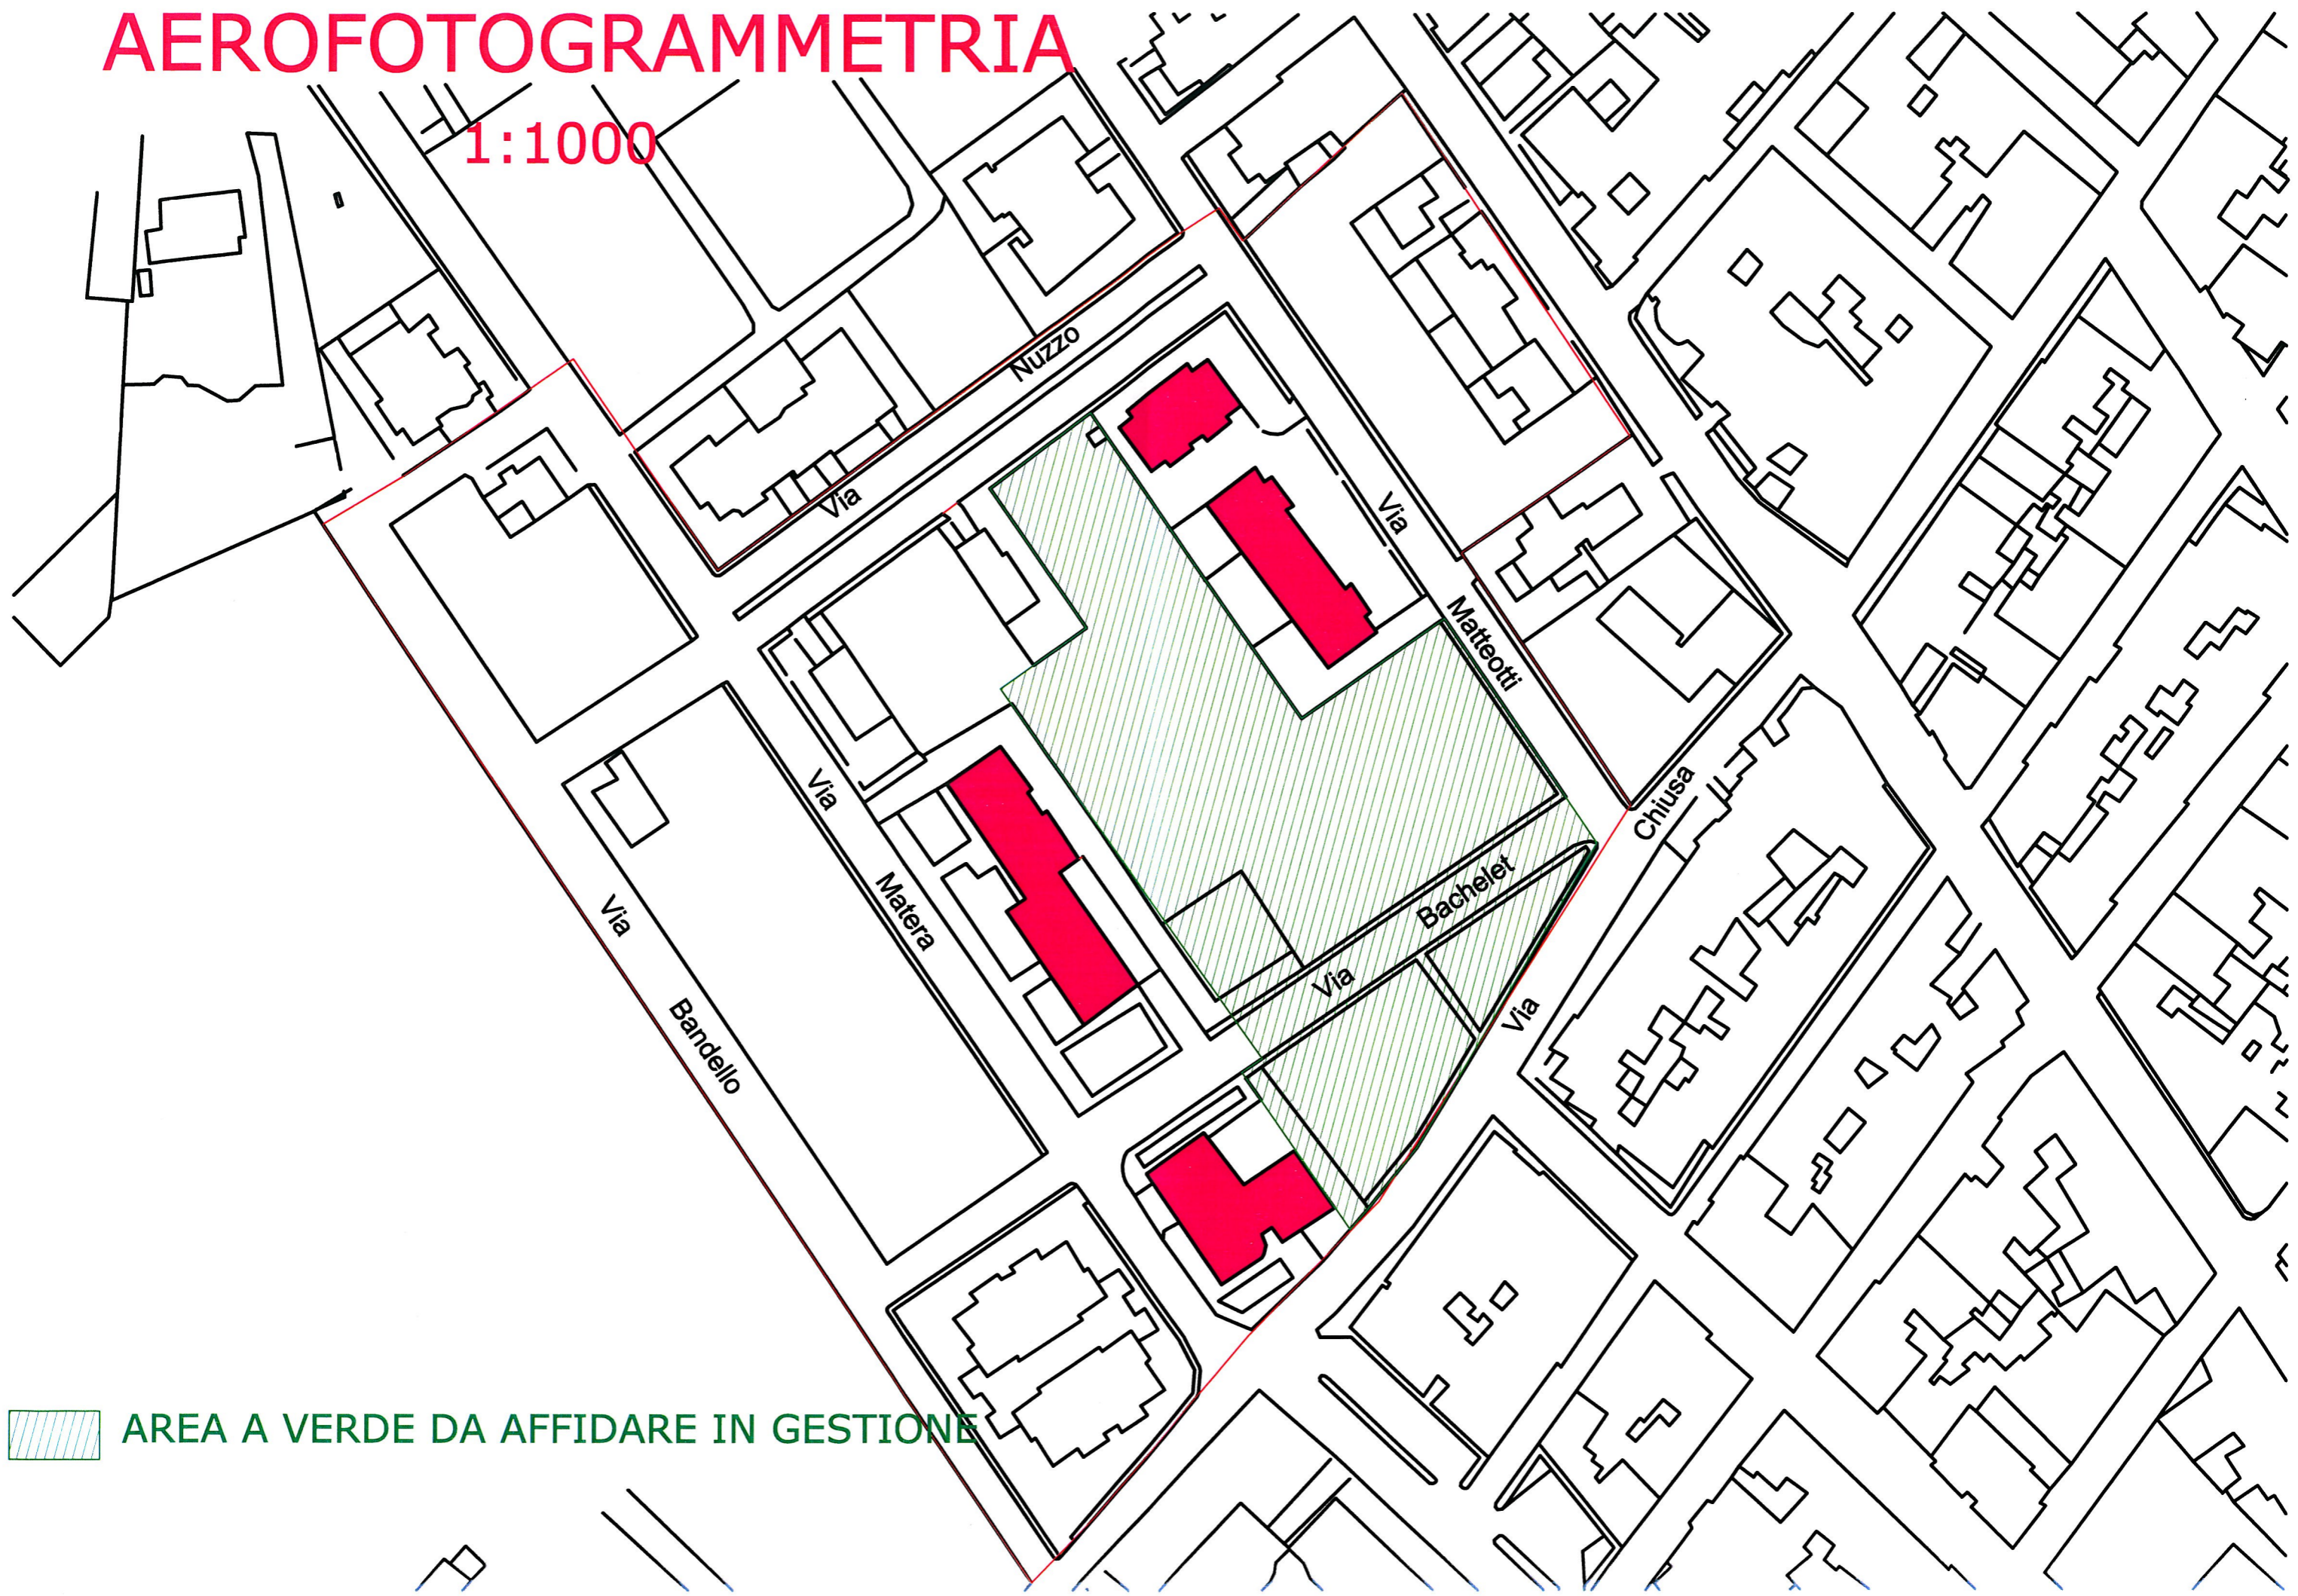 AEROFOTOGRAMMETRIA
1:1000
Via Nuzzo
Via Matteotti
Via Matera
Via Bandello
Via Bachelet
Via Chiusa
AREA A VERDE DA AFFIDARE IN GESTIONE